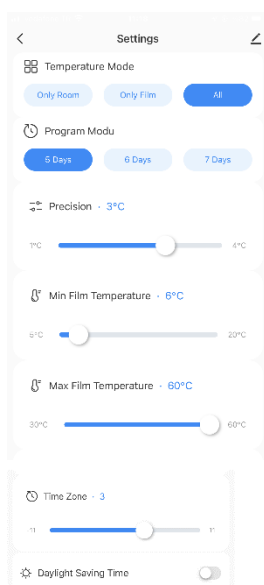 Settings
Temperature Mode
Only Room Only Film All
Program Modu
5 Days 6 Days 7 Days
Precision · 3°C
1°C 4°C
Min Film Temperature · 6°C
5°C 20°C
Max Film Temperature · 60°C
30°C 60°C
Time Zone · 3
Daylight Saving Time